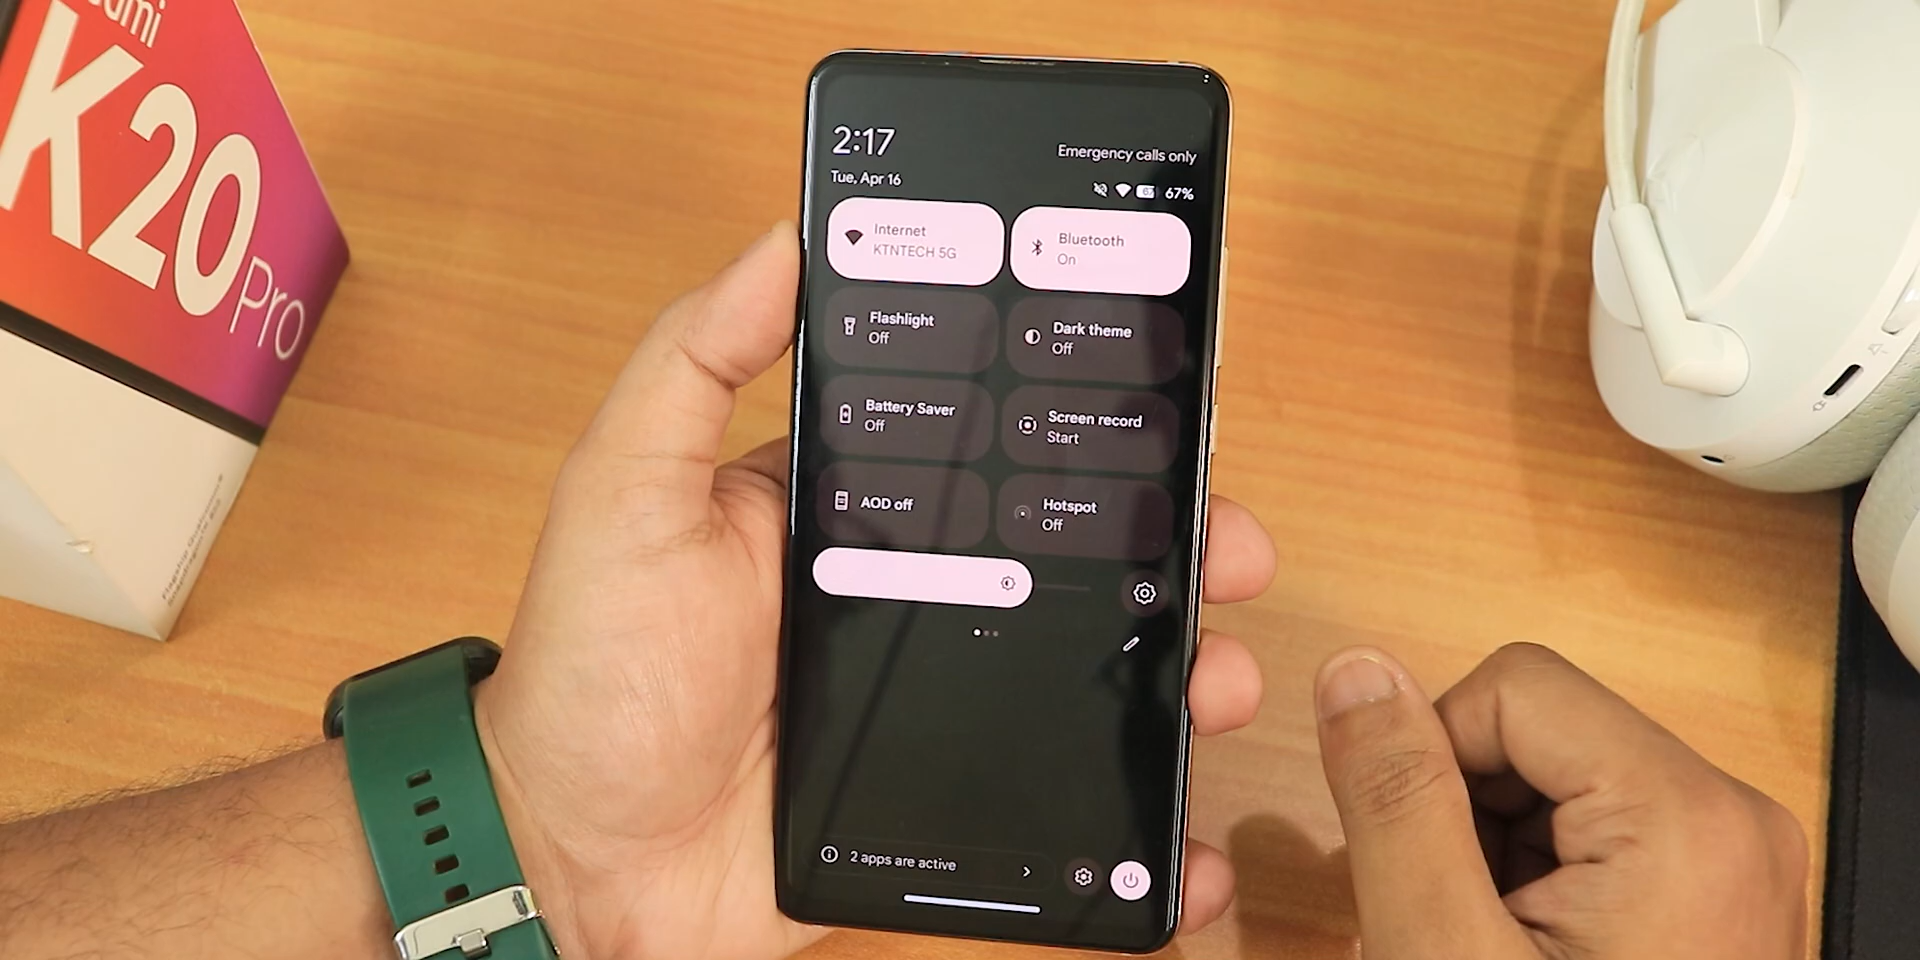 K20
Pro
2:17
Emergency calls only
Tue, Apr 16
67%
Internet
KTNTECH 5G
Bluetooth
On
Flashlight
Off
Dark theme
Off
Battery Saver
Off
Screen record
Start
AOD off
Hotspot
Off
2 apps are active